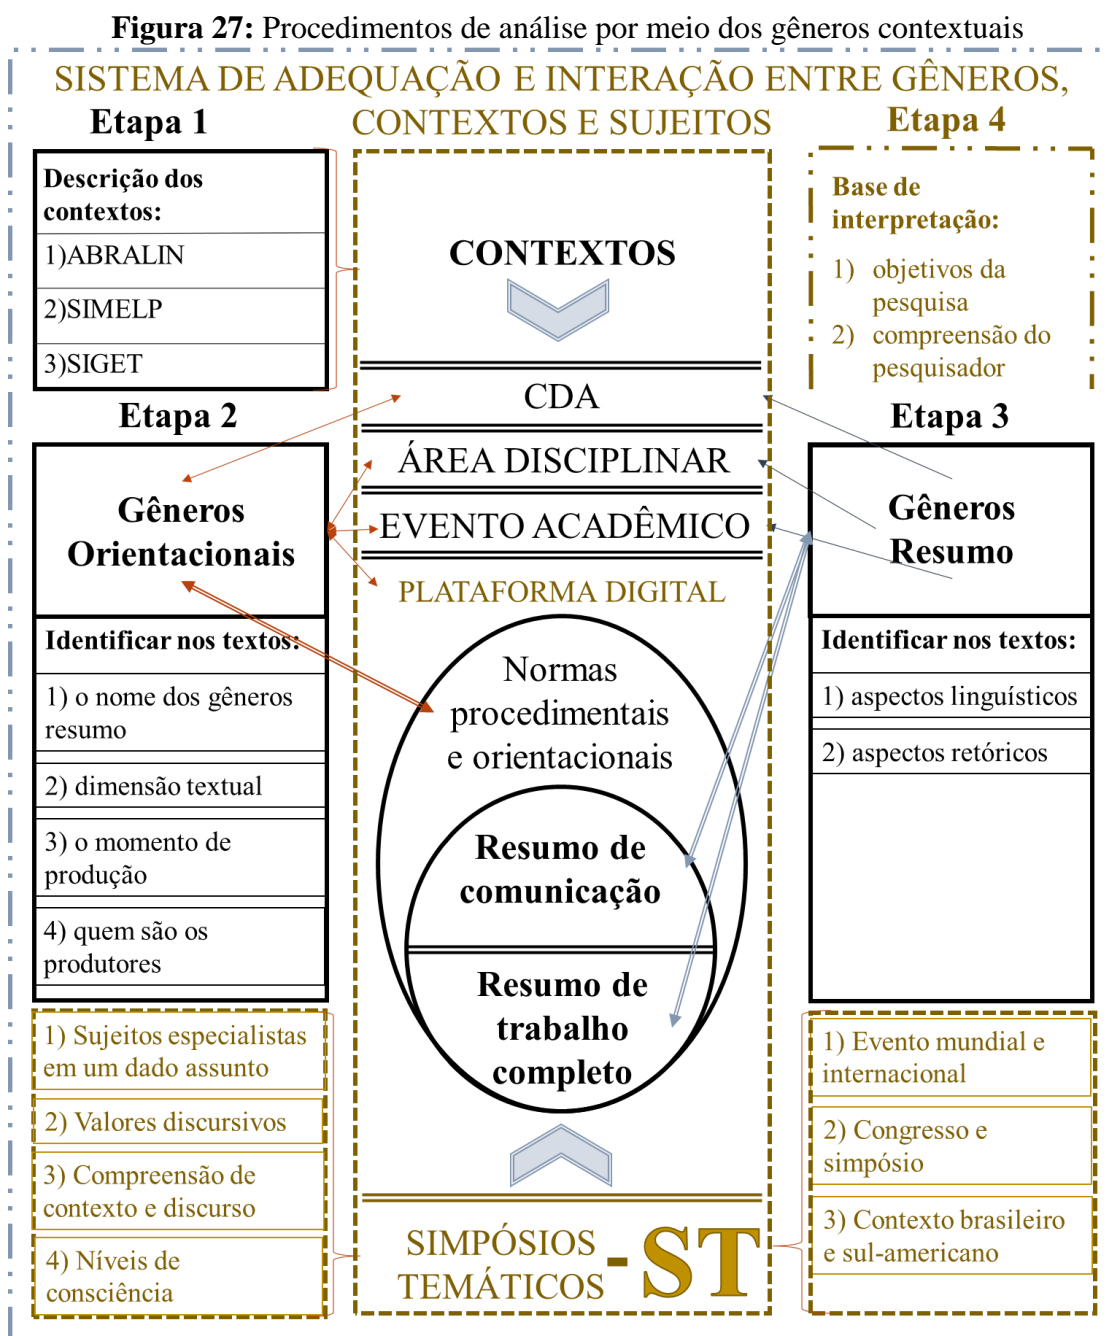 Figura 27: Procedimentos de análise por meio dos gêneros contextuais
SISTEMA DE ADEQUAÇÃO E INTERAÇÃO ENTRE GÊNEROS,
CONTEXTOS E SUJEITOS
Etapa 1
Descrição dos
contextos:
1)ABRALIN
2)SIMELP
3)SIGET
Etapa 2
Gêneros
Orientacionais
Identificar nos textos:
1) o nome dos gêneros
resumo
2) dimensão textual
3) o momento de
produção
4) quem são os
produtores
1) Sujeitos especialistas
em um dado assunto
2) Valores discursivos
3) Compreensão de
contexto e discurso
4) Níveis de
consciência
CONTEXTOS
CDA
ÁREA DISCIPLINAR
EVENTO ACADÊMICO
PLATAFORMA DIGITAL
Normas
procedimentais
e orientacionais
Resumo de
comunicação
Resumo de
trabalho
completo
SIMPÓSIOS
TEMÁTICOS
-ST
Etapa 4
Base de
interpretação:
1) objetivos da
pesquisa
2) compreensão do
pesquisador
Etapa 3
Gêneros
Resumo
Identificar nos textos:
1) aspectos linguísticos
2) aspectos retóricos
1) Evento mundial e
internacional
2) Congresso e
simpósio
3) Contexto brasileiro
e sul-americano